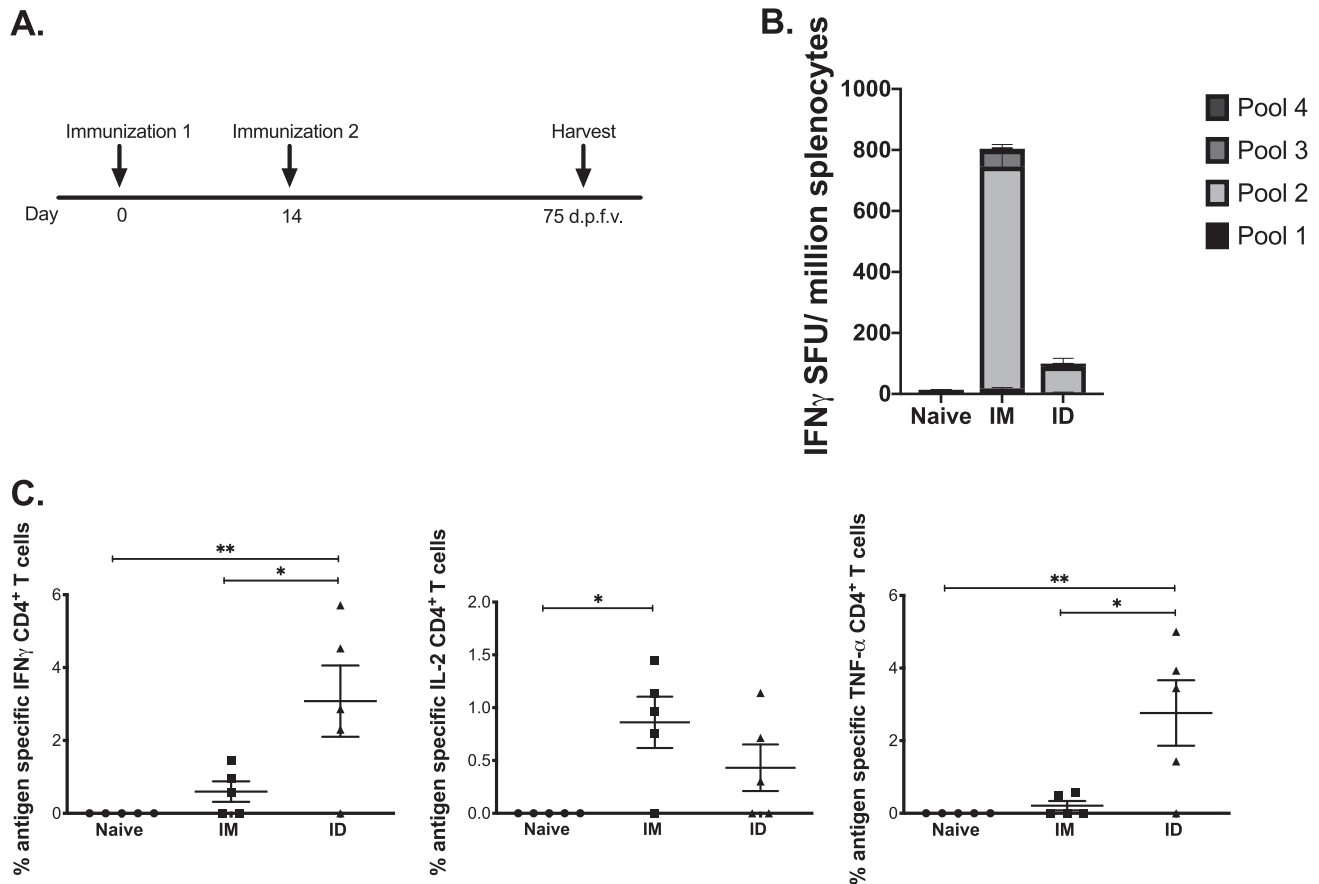 A.
Immunization 1
Immunization 2
Harvest
Day
0
14
75 d.p.f.v.
B.
IFNγ SFU/ million splenocytes
1000
800
600
400
200
0
Naive
IM
ID
Pool 4
Pool 3
Pool 2
Pool 1
C.
% antigen specific IFNγ CD4⁺ T cells
6
4
2
0
**
*
Naive
IM
ID
% antigen specific IL-2 CD4⁺ T cells
2.0
1.5
1.0
0.5
0.0
*
Naive
IM
ID
% antigen specific TNF-α CD4⁺ T cells
6
4
2
0
**
*
Naive
IM
ID